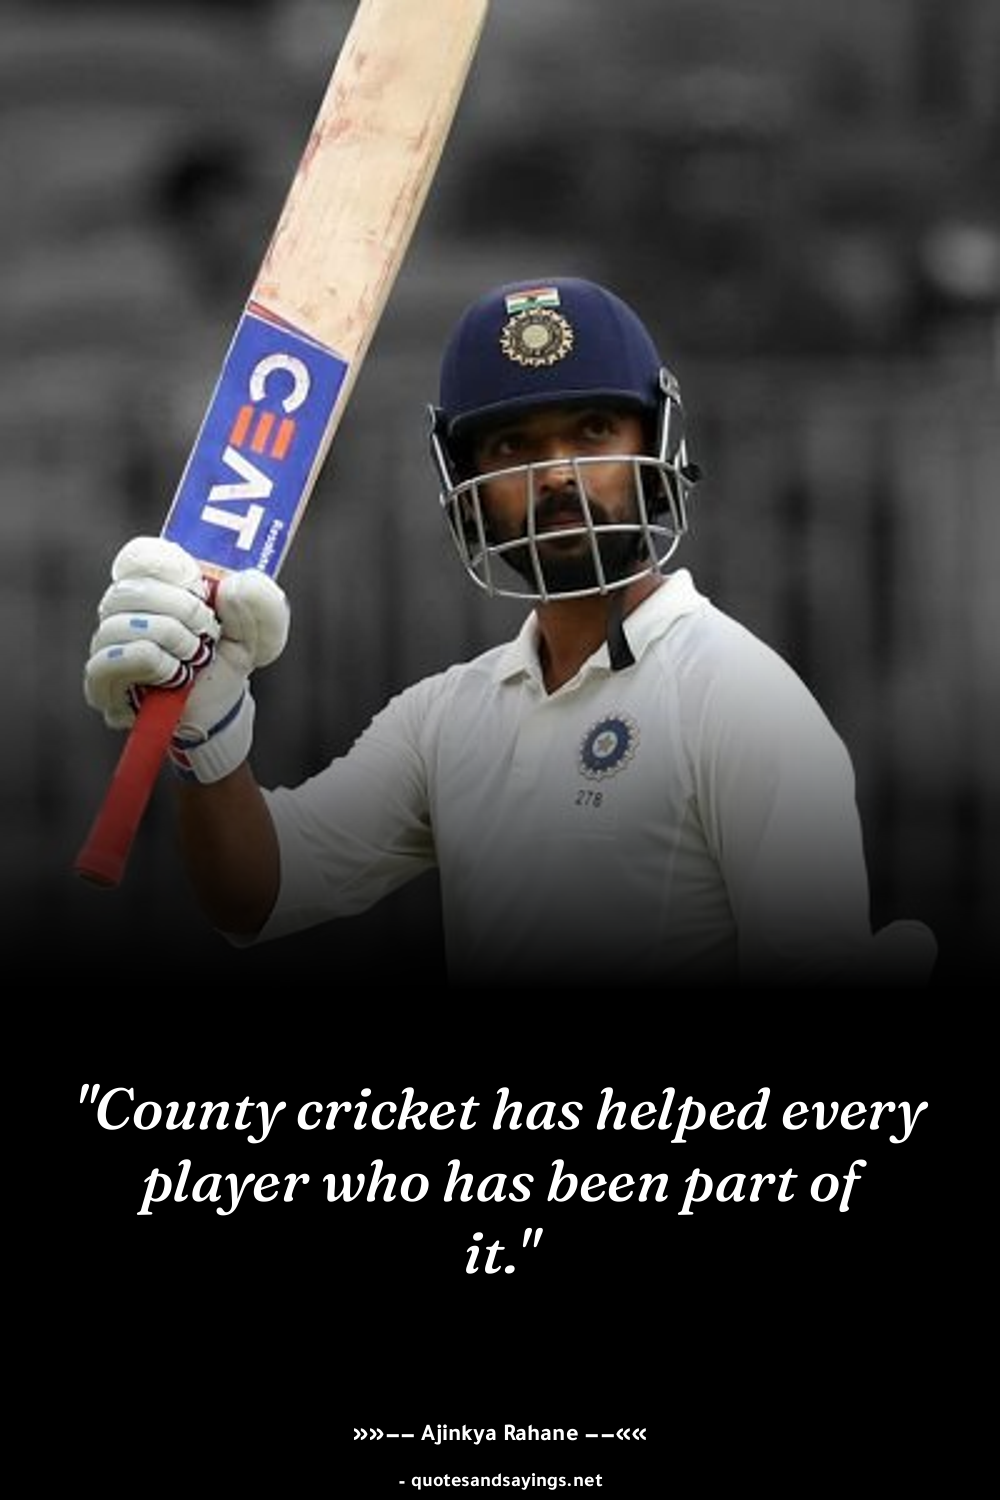 CEAT
278
"County cricket has helped every
player who has been part of
it."
»»–– Ajinkya Rahane ––««
- quotesandsayings.net